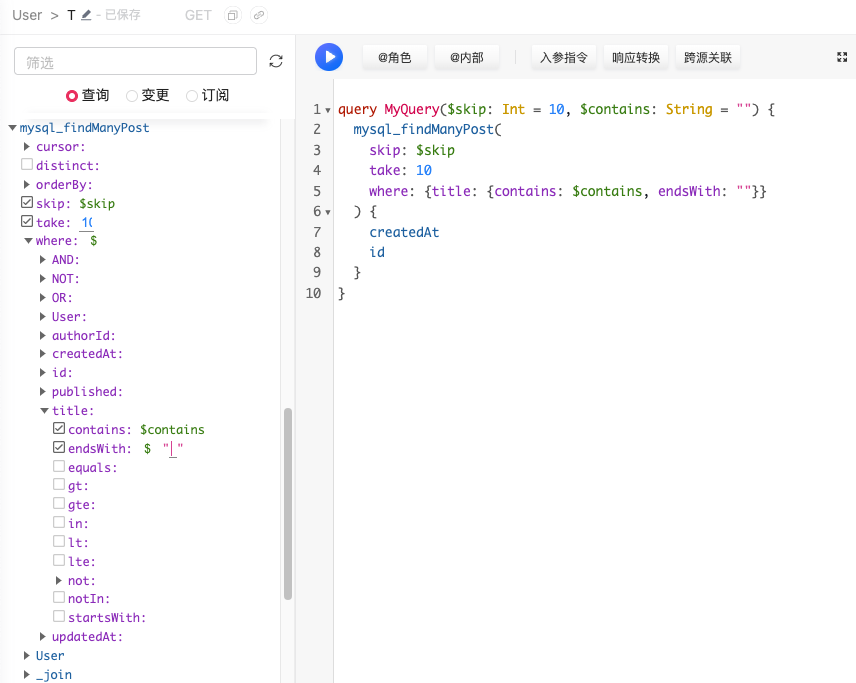 User > T - 已保存 GET
筛选
查询 变更 订阅
mysql_findManyPost
cursor:
distinct:
orderBy:
skip: $skip
take: 10
where: $
AND:
NOT:
OR:
User:
authorId:
createdAt:
id:
published:
title:
contains: $contains
endsWith: $ " "
equals:
gt:
gte:
in:
lt:
lte:
not:
notIn:
startsWith:
updatedAt:
User
_join
@角色 @内部 入参指令 响应转换 跨源关联
1 query MyQuery($skip: Int = 10, $contains: String = "") {
2 mysql_findManyPost(
3 skip: $skip
4 take: 10
5 where: {title: {contains: $contains, endsWith: ""}}
6 ) {
7 createdAt
8 id
9 }
10 }